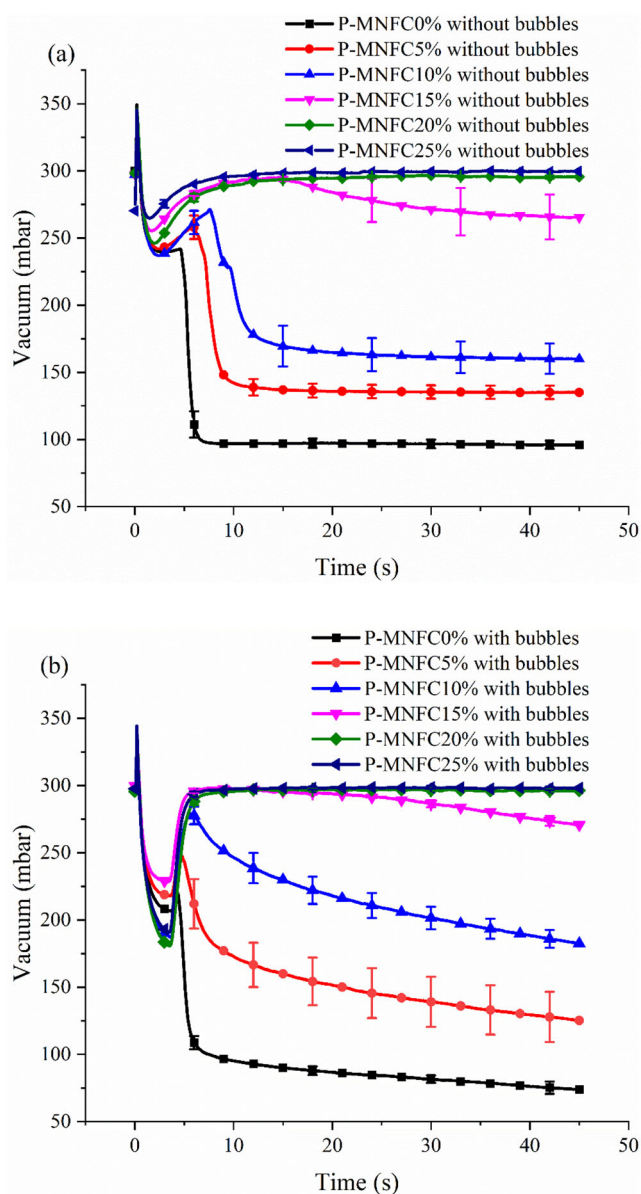 (a)
P-MNFC0% without bubbles
P-MNFC5% without bubbles
P-MNFC10% without bubbles
P-MNFC15% without bubbles
P-MNFC20% without bubbles
P-MNFC25% without bubbles
Vacuum (mbar)
400
350
300
250
200
150
100
50
0 10 20 30 40 50
Time (s)
(b)
P-MNFC0% with bubbles
P-MNFC5% with bubbles
P-MNFC10% with bubbles
P-MNFC15% with bubbles
P-MNFC20% with bubbles
P-MNFC25% with bubbles
Vacuum (mbar)
400
350
300
250
200
150
100
50
0 10 20 30 40 50
Time (s)